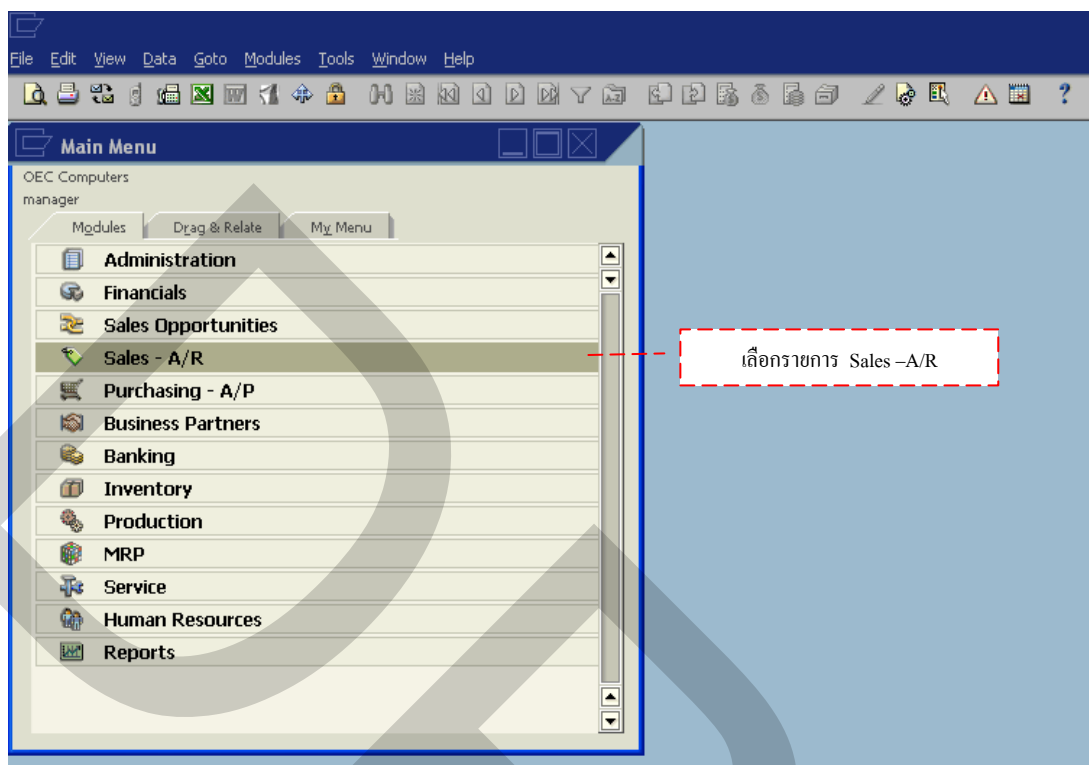 File Edit View Data Goto Modules Tools Window Help
Main Menu
OEC Computers
manager
Modules Drag & Relate My Menu
Administration
Financials
Sales Opportunities
Sales - A/R
เลือกรายการ Sales –A/R
Purchasing - A/P
Business Partners
Banking
Inventory
Production
MRP
Service
Human Resources
Reports